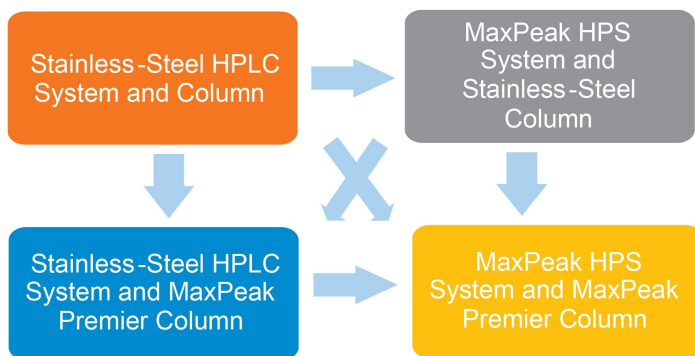 Stainless-Steel HPLC
System and Column
MaxPeak HPS
System and
Stainless-Steel
Column
Stainless-Steel HPLC
System and MaxPeak
Premier Column
MaxPeak HPS
System and MaxPeak
Premier Column